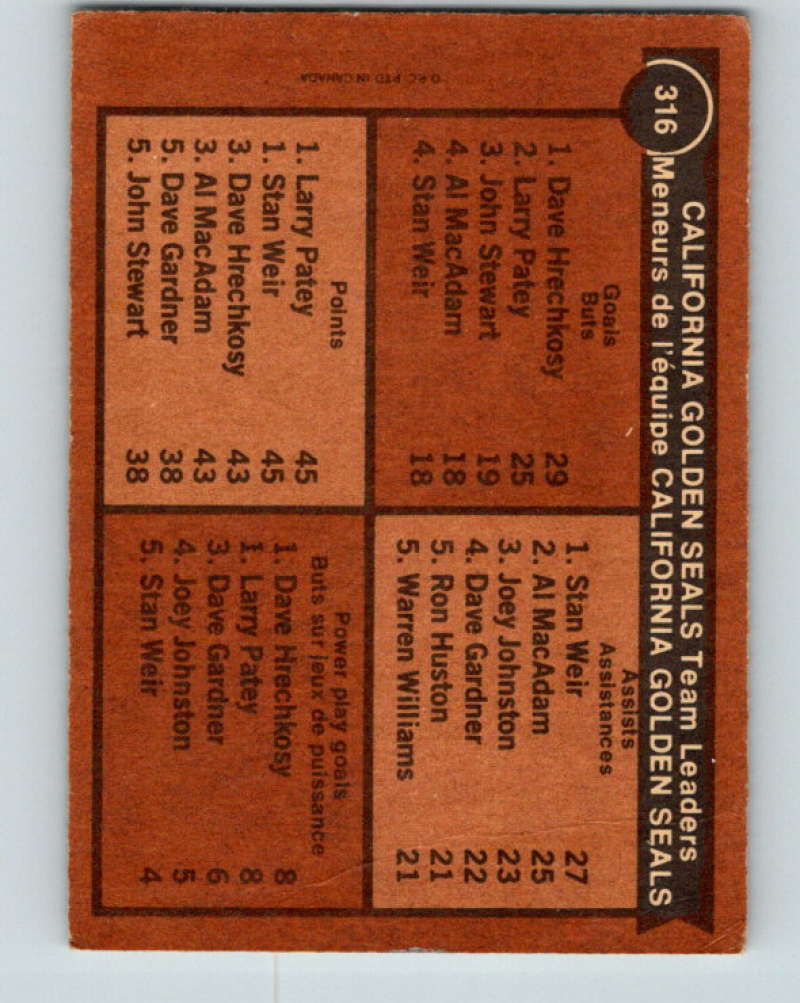 316
CALIFORNIA GOLDEN SEALS Team Leaders
Meneurs de l'équipe CALIFORNIA GOLDEN SEALS
Goals
Buts
1. Dave Hrechkosy 29
2. Larry Patey 25
3. John Stewart 19
4. Al MacAdam 18
4. Stan Weir 18
Assists
Assistances
1. Stan Weir 27
2. Al MacAdam 25
3. Joey Johnston 23
4. Dave Gardner 22
5. Ron Huston 21
5. Warren Williams 21
Points
1. Larry Patey 45
1. Stan Weir 45
3. Dave Hrechkosy 43
3. Al MacAdam 43
5. Dave Gardner 38
5. John Stewart 38
Power play goals
Buts sur jeux de puissance
1. Dave Hrechkosy 8
1. Larry Patey 8
3. Dave Gardner 6
4. Joey Johnston 5
5. Stan Weir 4
O.P.C. PTD IN CANADA